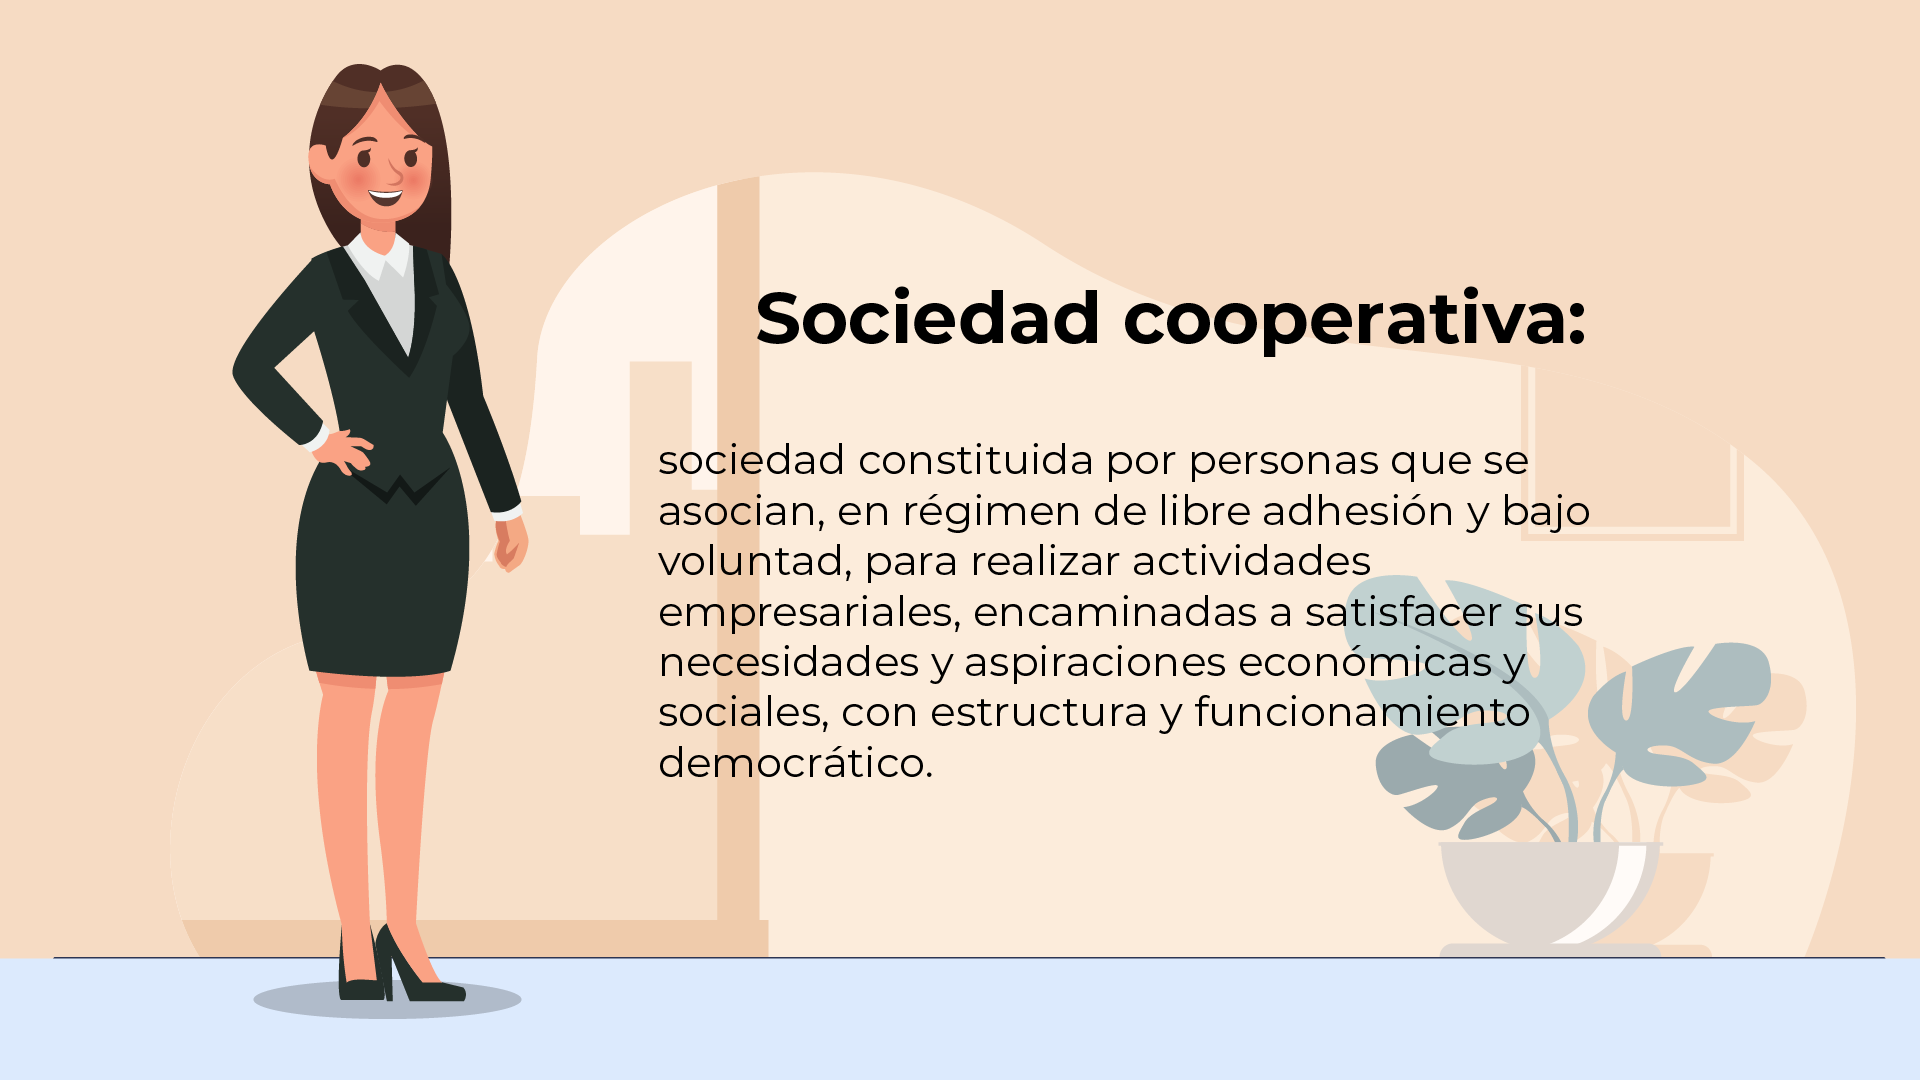 Sociedad cooperativa:
sociedad constituida por personas que se
asocian, en régimen de libre adhesión y bajo
voluntad, para realizar actividades
empresariales, encaminadas a satisfacer sus
necesidades y aspiraciones económicas y
sociales, con estructura y funcionamiento
democrático.